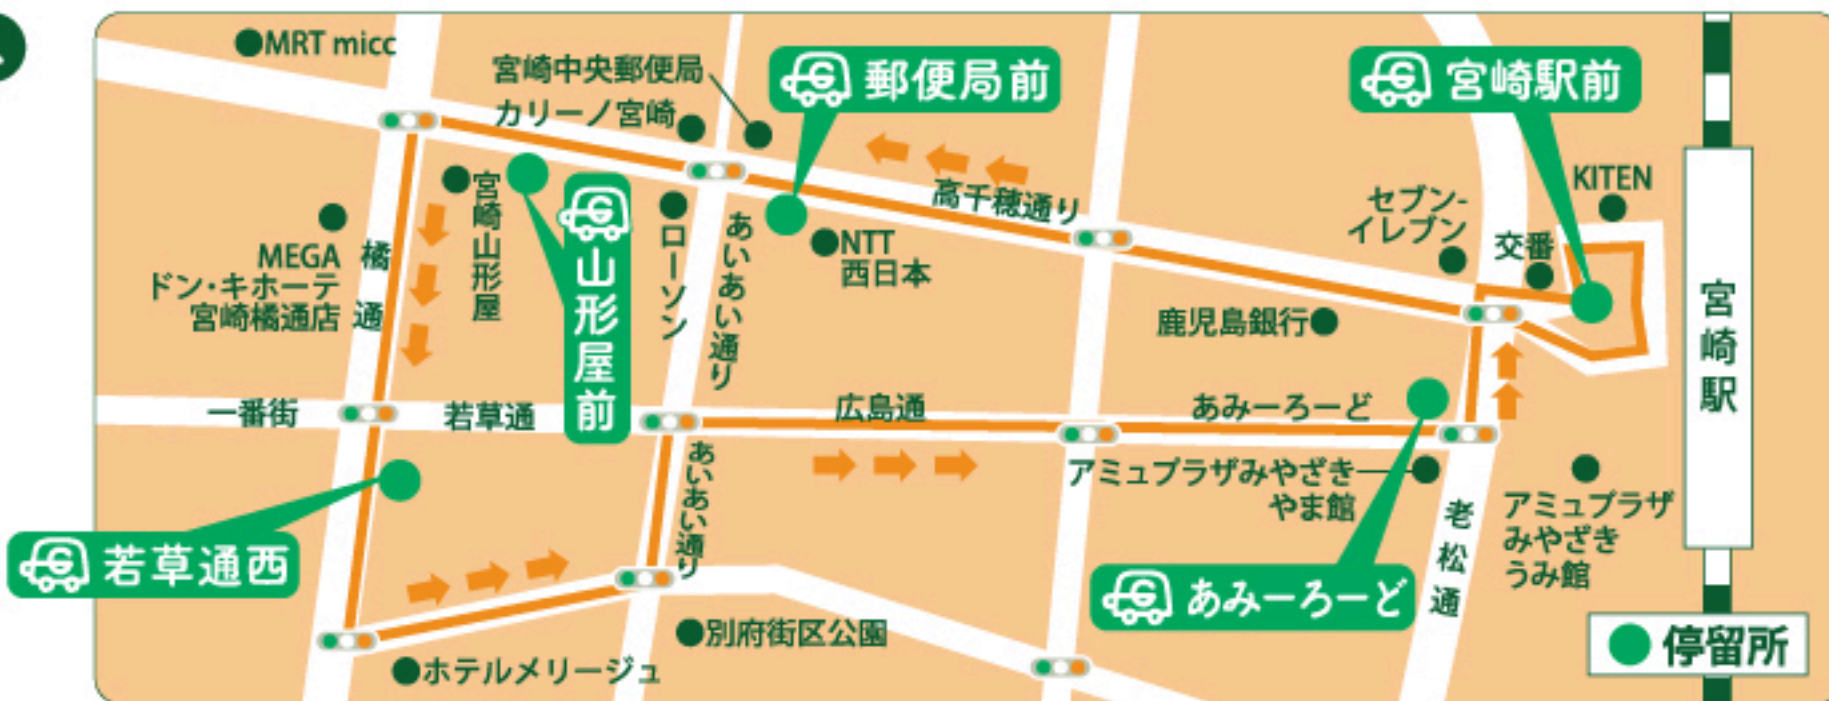 MRT micc
宮崎中央郵便局
カリーノ宮崎
郵便局前
宮崎駅前
KITEN
セブン-
イレブン
交番
高千穂通り
宮崎山形屋
山形屋前
ローソン
あいあい通り
NTT
西日本
MEGA
ドン・キホーテ
宮崎橘通店
橘通
鹿児島銀行
宮崎駅
一番街
若草通
広島通
あみーろーど
あいあい通り
アミュプラザみやざき
やま館
老松通
アミュプラザ
みやざき
うみ館
若草通西
あみーろーど
別府街区公園
ホテルメリージュ
停留所